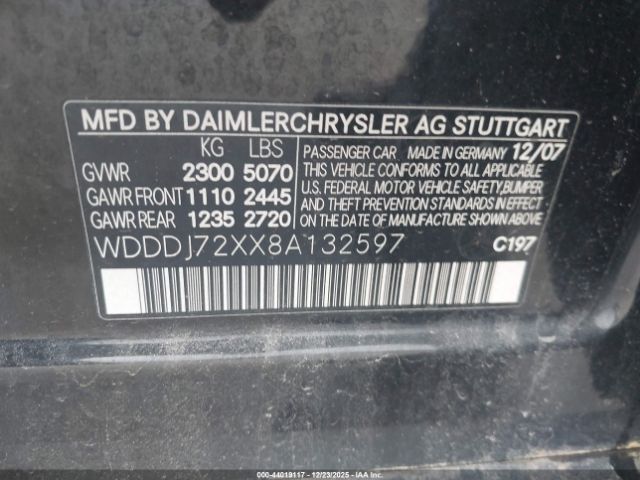 MFD BY DAIMLERCHRYSLER AG STUTTGART
KG LBS
GVWR 2300 5070
GAWR FRONT 1110 2445
GAWR REAR 1235 2720
PASSENGER CAR MADE IN GERMANY 12/07
THIS VEHICLE CONFORMS TO ALL APPLICABLE
U.S. FEDERAL MOTOR VEHICLE SAFETY,BUMPER,
AND THEFT PREVENTION STANDARDS IN EFFECT
ON THE DATE OF MANUFACTURE SHOWN ABOVE.
WDDDJ72XX8A132597 C197
000-44019117 - 12/23/2025 - IAAI.COM